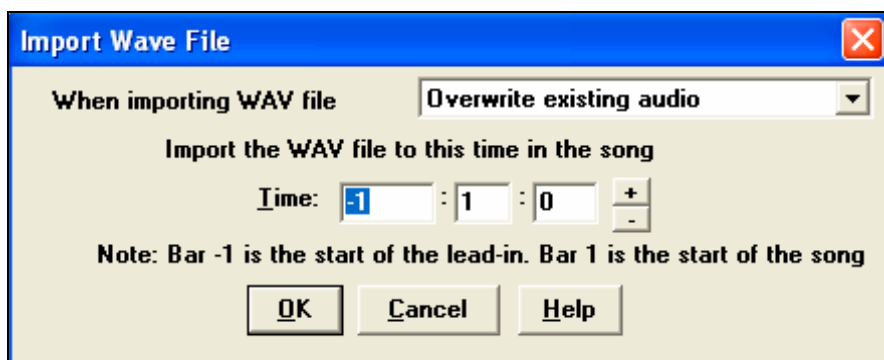 Import Wave File
When importing WAV file Overwrite existing audio
Import the WAV file to this time in the song
Time: -1 : 1 : 0 + -
Note: Bar -1 is the start of the lead-in. Bar 1 is the start of the song
OK Cancel Help